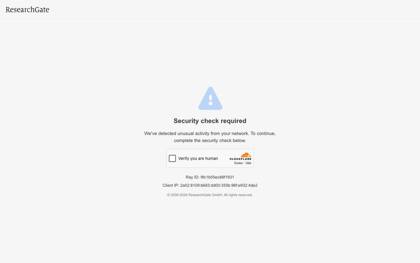 ResearchGate
Security check required
We've detected unusual activity from your network. To continue,
complete the security check below.
Verify you are human
CLOUDFLARE
Ray ID:
Client IP:
© 2008-2026 ResearchGate GmbH. All rights reserved.